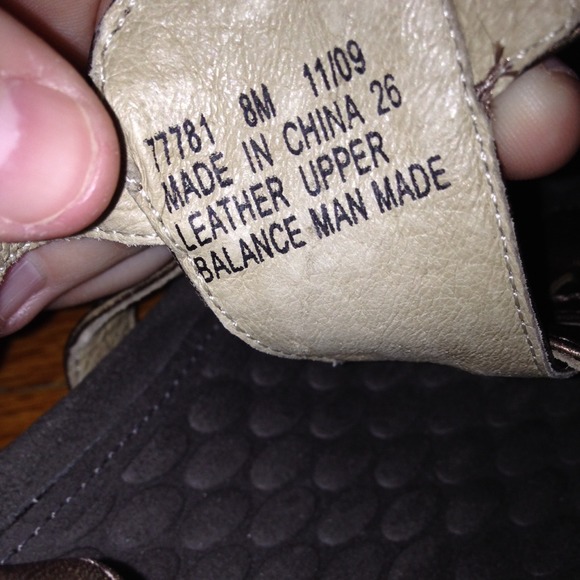 77781 8M 11/09
MADE IN CHINA 26
LEATHER UPPER
BALANCE MAN MADE